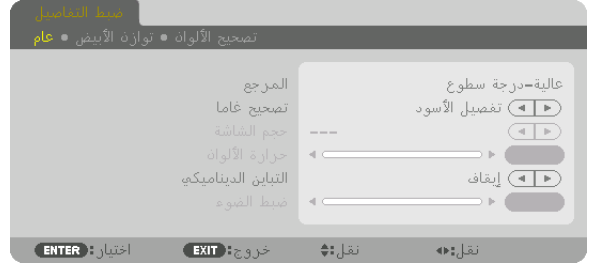 ضبط التفاصيل
عام ● توازن الأبيض ● تصحيح الألوان
المرجع عالية-درجة سطوع
تصحيح غاما تفصيل الأسود
حجم الشاشة ---
حرارة الألوان
التباين الديناميكي إيقاف
ضبط الضوء
ENTER :اختيار EXIT :خروج نقل: نقل: